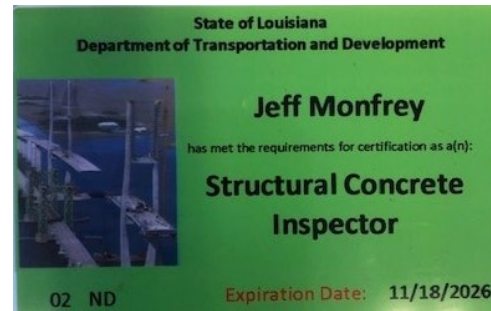 State of Louisiana
Department of Transportation and Development
Jeff Monfrey
has met the requirements for certification as a(n):
Structural Concrete
Inspector
02 ND
Expiration Date: 11/18/2026